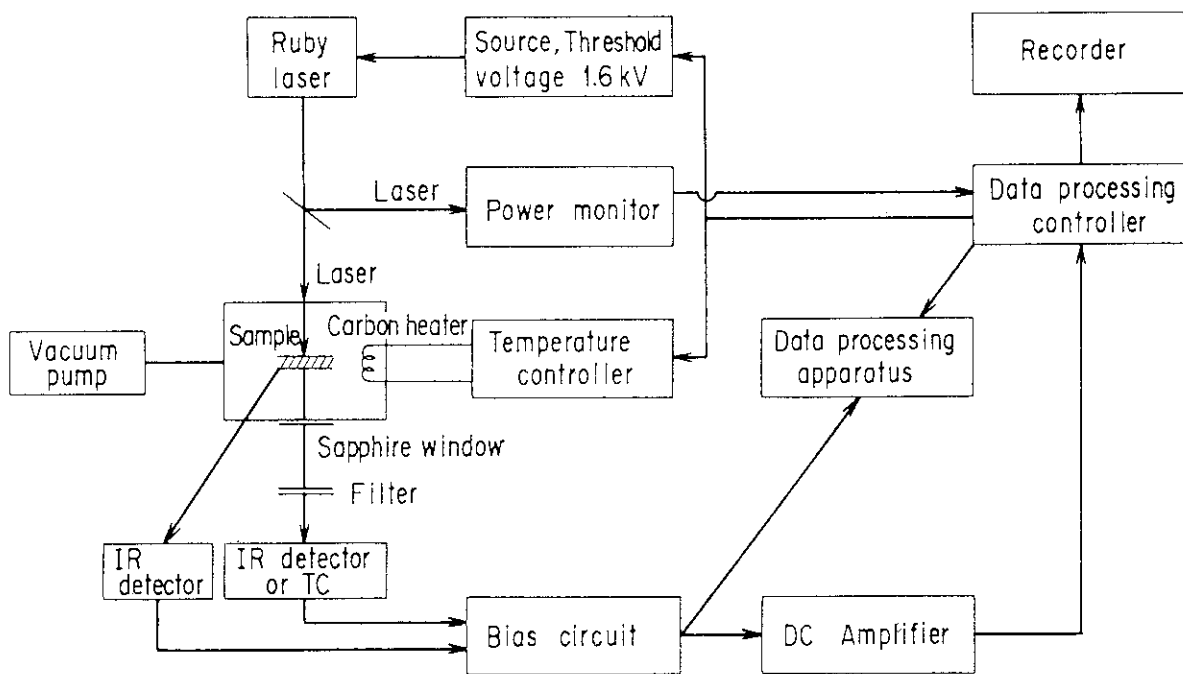 Ruby
laser
Source, Threshold
voltage 1.6 kV
Recorder
Laser
Power monitor
Data processing
controller
Laser
Sample
Carbon heater
Vacuum
pump
Temperature
controller
Data processing
apparatus
Sapphire window
Filter
IR
detector
IR detector
or TC
Bias circuit
DC Amplifier